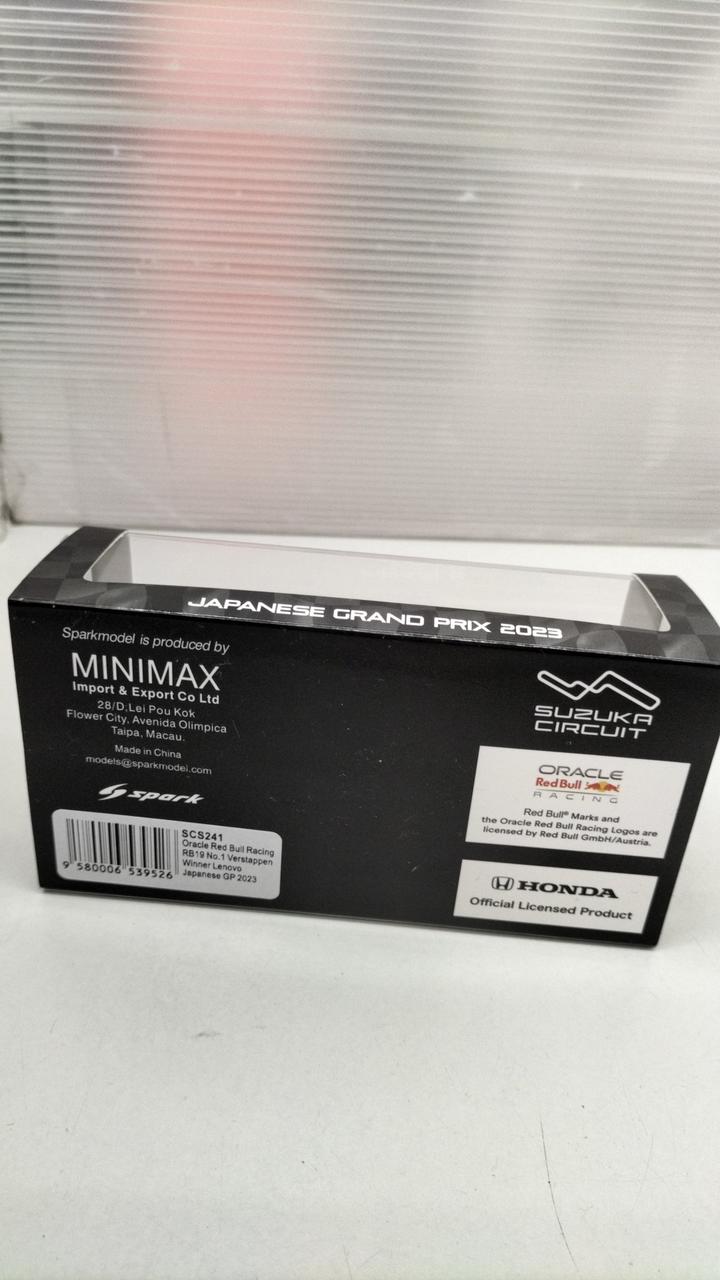 JAPANESE GRAND PRIX 2023
Sparkmodel is produced by
MINIMAX
Import & Export Co Ltd
28/D,Lei Pou Kok
Flower City, Avenida Olimpica
Taipa, Macau.
Made in China
models@sparkmodel.com
spark
SCS241
Oracle Red Bull Racing
RB19 No.1 Verstappen
Winner Lenovo
Japanese GP 2023
9 580006 539526
SUZUKA
CIRCUIT
ORACLE
Red Bull
RACING
Red Bull® Marks and
the Oracle Red Bull Racing Logos are
licensed by Red Bull GmbH/Austria.
HONDA
Official Licensed Product